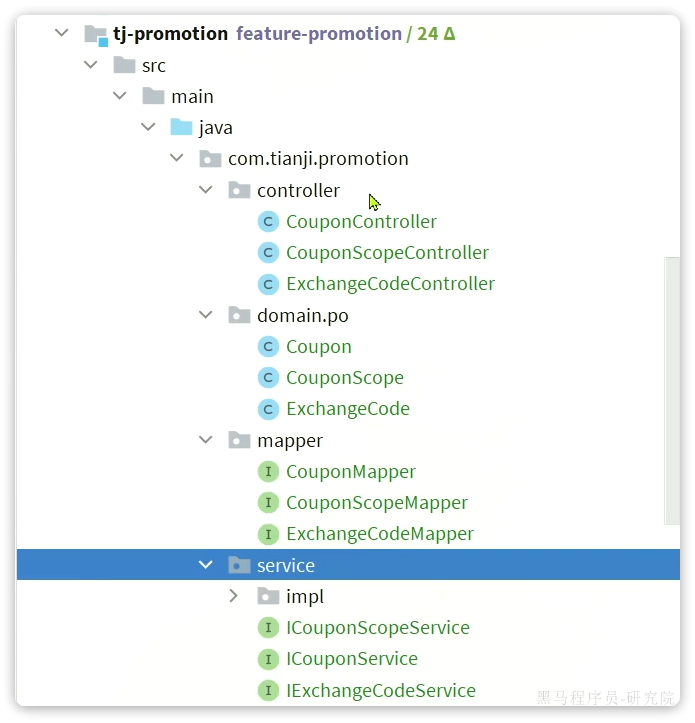 tj-promotion feature-promotion / 24 Δ
src
main
java
com.tianji.promotion
controller
C CouponController
C CouponScopeController
C ExchangeCodeController
domain.po
C Coupon
C CouponScope
C ExchangeCode
mapper
I CouponMapper
I CouponScopeMapper
I ExchangeCodeMapper
service
impl
I ICouponScopeService
I ICouponService
I IExchangeCodeService
黑马程序员-研究院